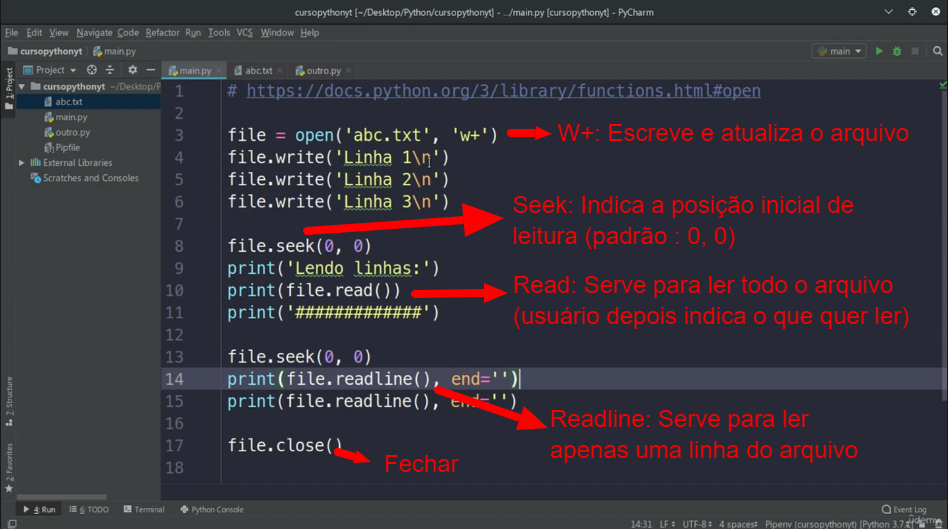 cursopythonyt [~/Desktop/Python/cursopythonyt] - .../main.py [cursopythonyt] - PyCharm
File Edit View Navigate Code Refactor Run Tools VCS Window Help
cursopythonyt main.py main
Project main.py abc.txt outro.py
1: Project
cursopythonyt ~/Desktop/P
abc.txt
main.py
outro.py
Pipfile
External Libraries
Scratches and Consoles
1 # https://docs.python.org/3/library/functions.html#open
2
3 file = open('abc.txt', 'w+') W+: Escreve e atualiza o arquivo
4 file.write('Linha 1\n')
5 file.write('Linha 2\n')
6 file.write('Linha 3\n')
Seek: Indica a posição inicial de
leitura (padrão : 0, 0)
7
8 file.seek(0, 0)
9 print('Lendo linhas:')
10 print(file.read())
Read: Serve para ler todo o arquivo
(usuário depois indica o que quer ler)
11 print('#############')
12
13 file.seek(0, 0)
14 print(file.readline(), end='')
15 print(file.readline(), end='')
Readline: Serve para ler
apenas uma linha do arquivo
16
17 file.close()
Fechar
18
7: Structure
2: Favorites
4: Run 6: TODO Terminal Python Console Event Log
14:31 LF UTF-8 4 spaces Pipenv (cursopythonyt) [Python 3.7
Udemy